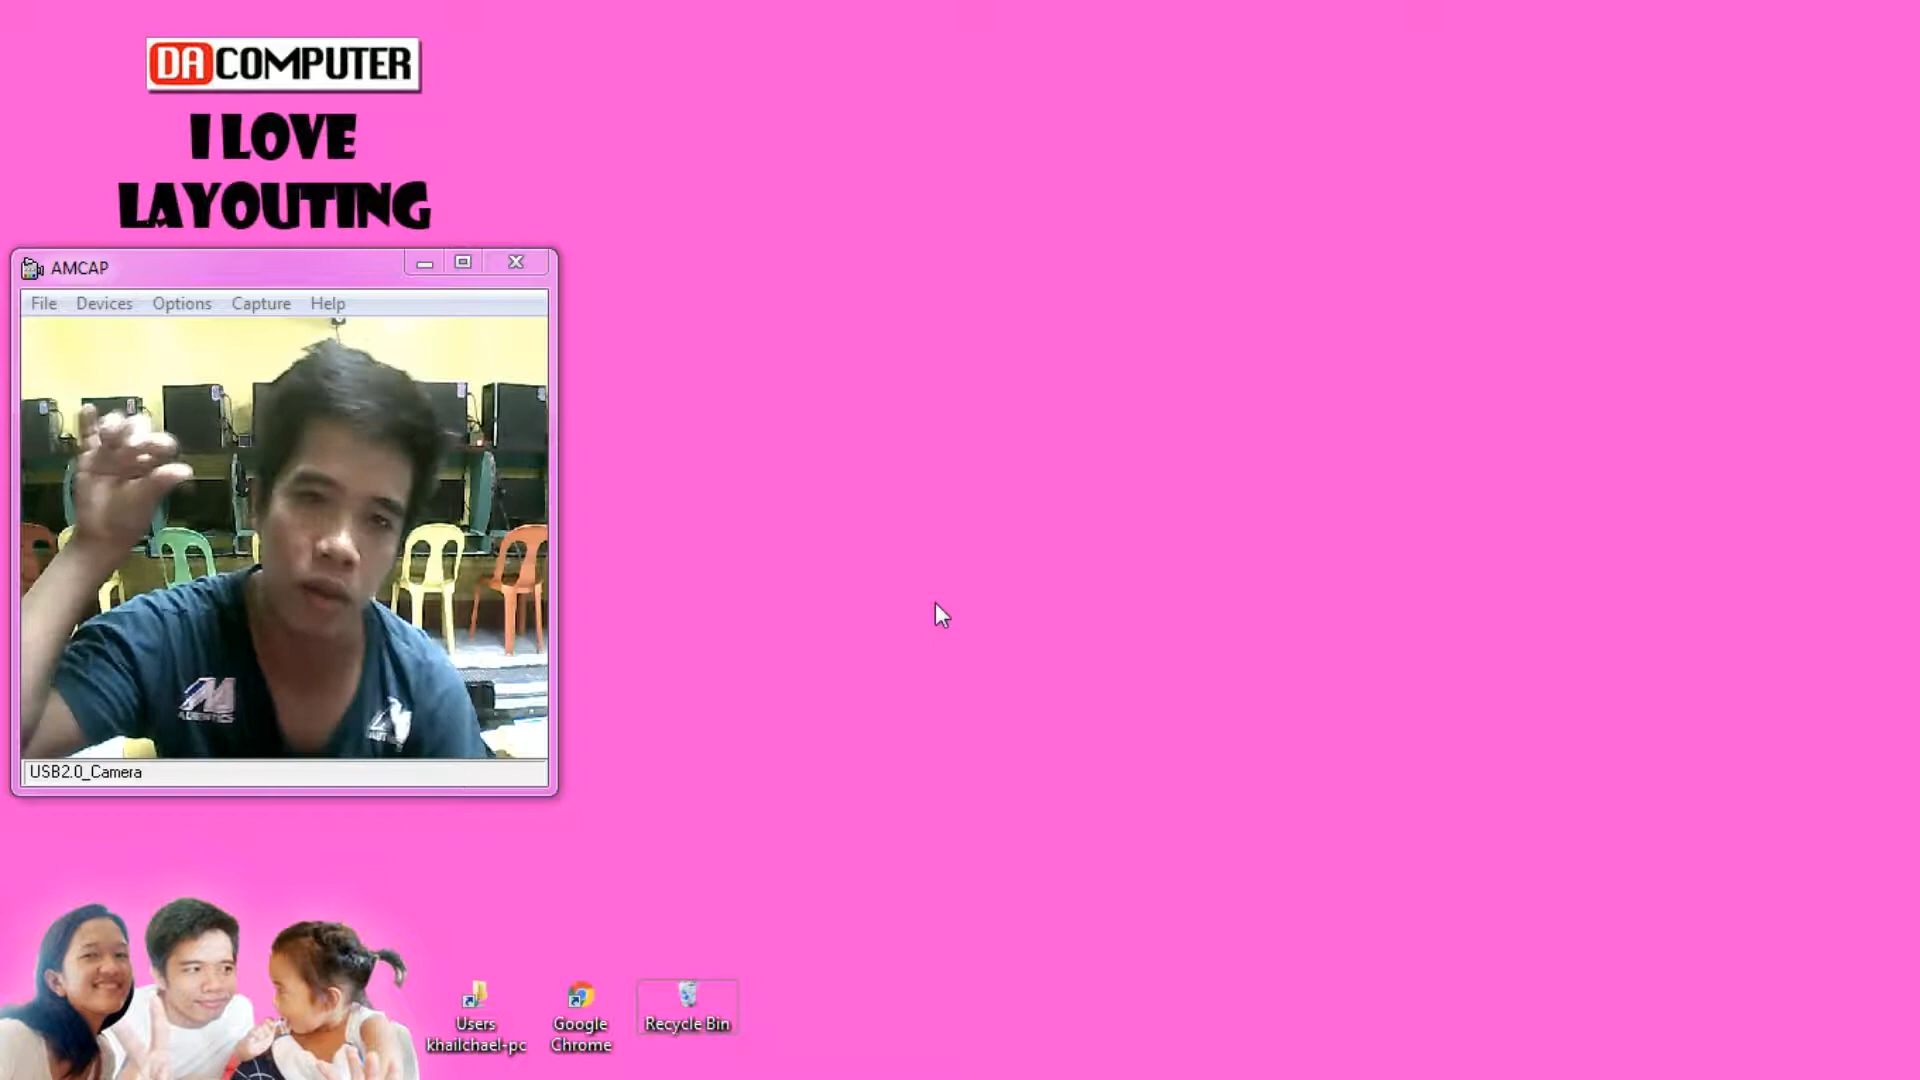 DA COMPUTER
I LOVE
LAYOUTING
AMCAP
File Devices Options Capture Help
USB2.0_Camera
Users
khailchael-pc
Google
Chrome
Recycle Bin